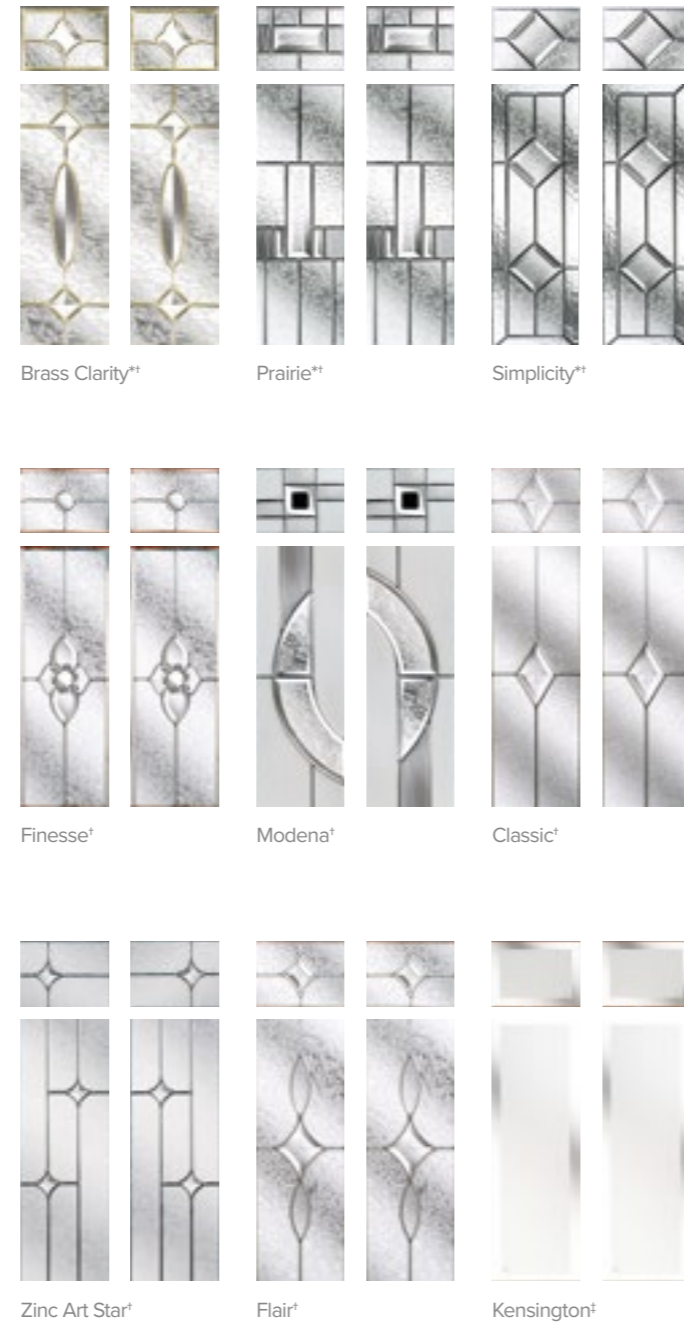 Brass Clarity*†
Prairie*†
Simplicity*†
Finesse†
Modena†
Classic†
Zinc Art Star†
Flair†
Kensington‡